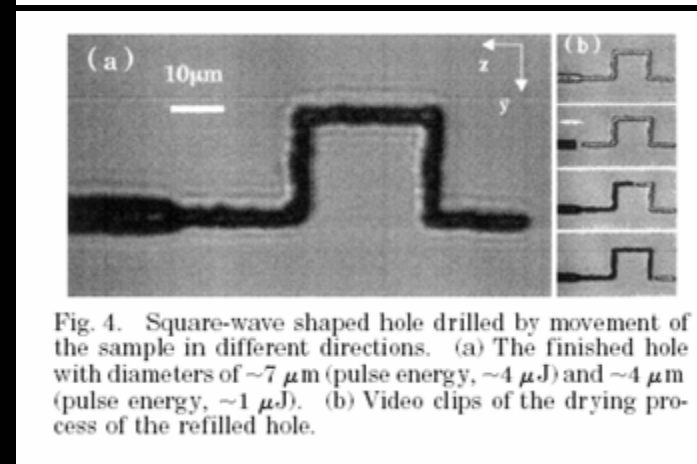 (a)
10μm
z
y
(b)
Fig. 4. Square-wave shaped hole drilled by movement of
the sample in different directions. (a) The finished hole
with diameters of ~7 μm (pulse energy, ~4 μJ) and ~4 μm
(pulse energy, ~1 μJ). (b) Video clips of the drying pro-
cess of the refilled hole.